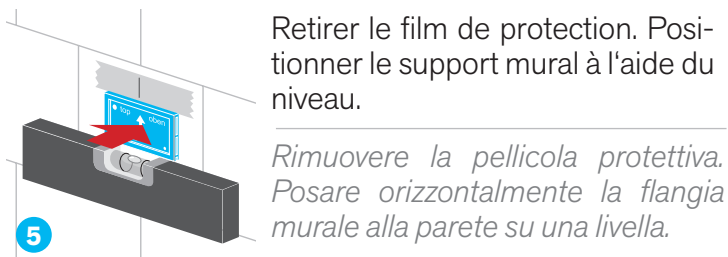 top oben
5
Retirer le film de protection. Posi-
tionner le support mural à l'aide du
niveau.
Rimuovere la pellicola protettiva.
Posare orizzontalmente la flangia
murale alla parete su una livella.